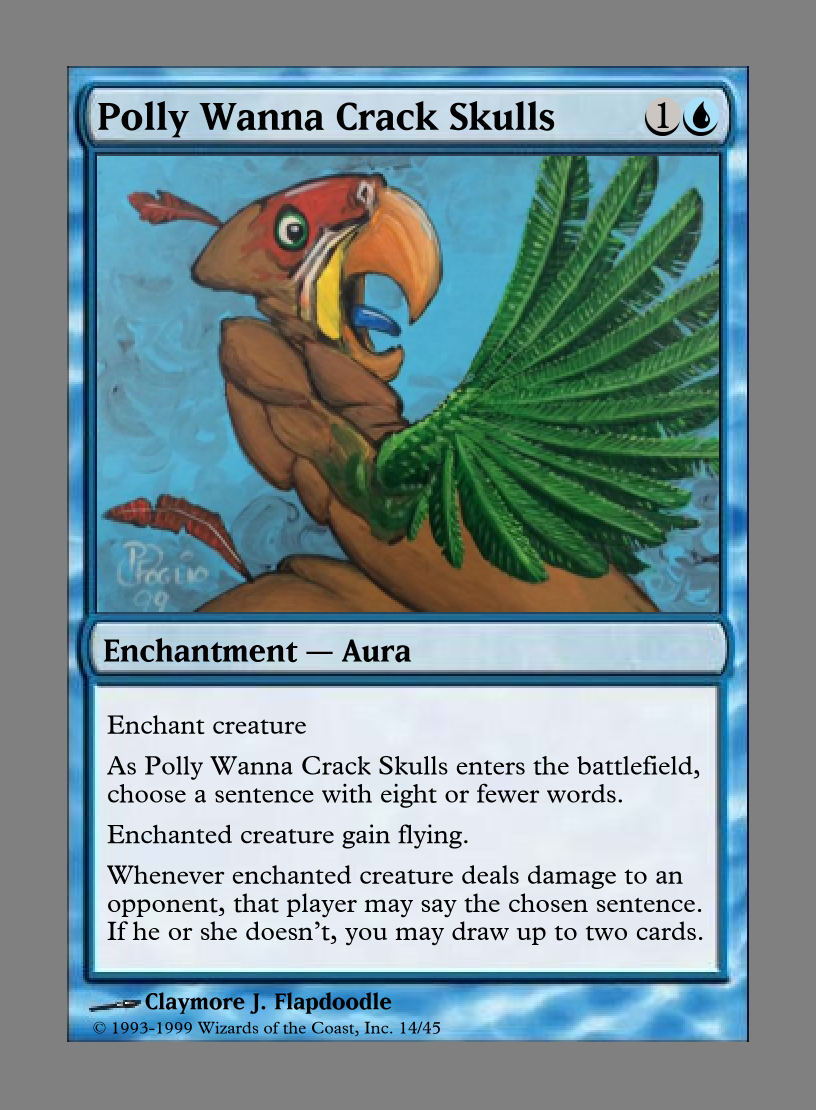 Polly Wanna Crack Skulls 1
PFoglio
99
Enchantment — Aura
Enchant creature
As Polly Wanna Crack Skulls enters the battlefield,
choose a sentence with eight or fewer words.
Enchanted creature gain flying.
Whenever enchanted creature deals damage to an
opponent, that player may say the chosen sentence.
If he or she doesn't, you may draw up to two cards.
Claymore J. Flapdoodle
© 1993-1999 Wizards of the Coast, Inc. 14/45